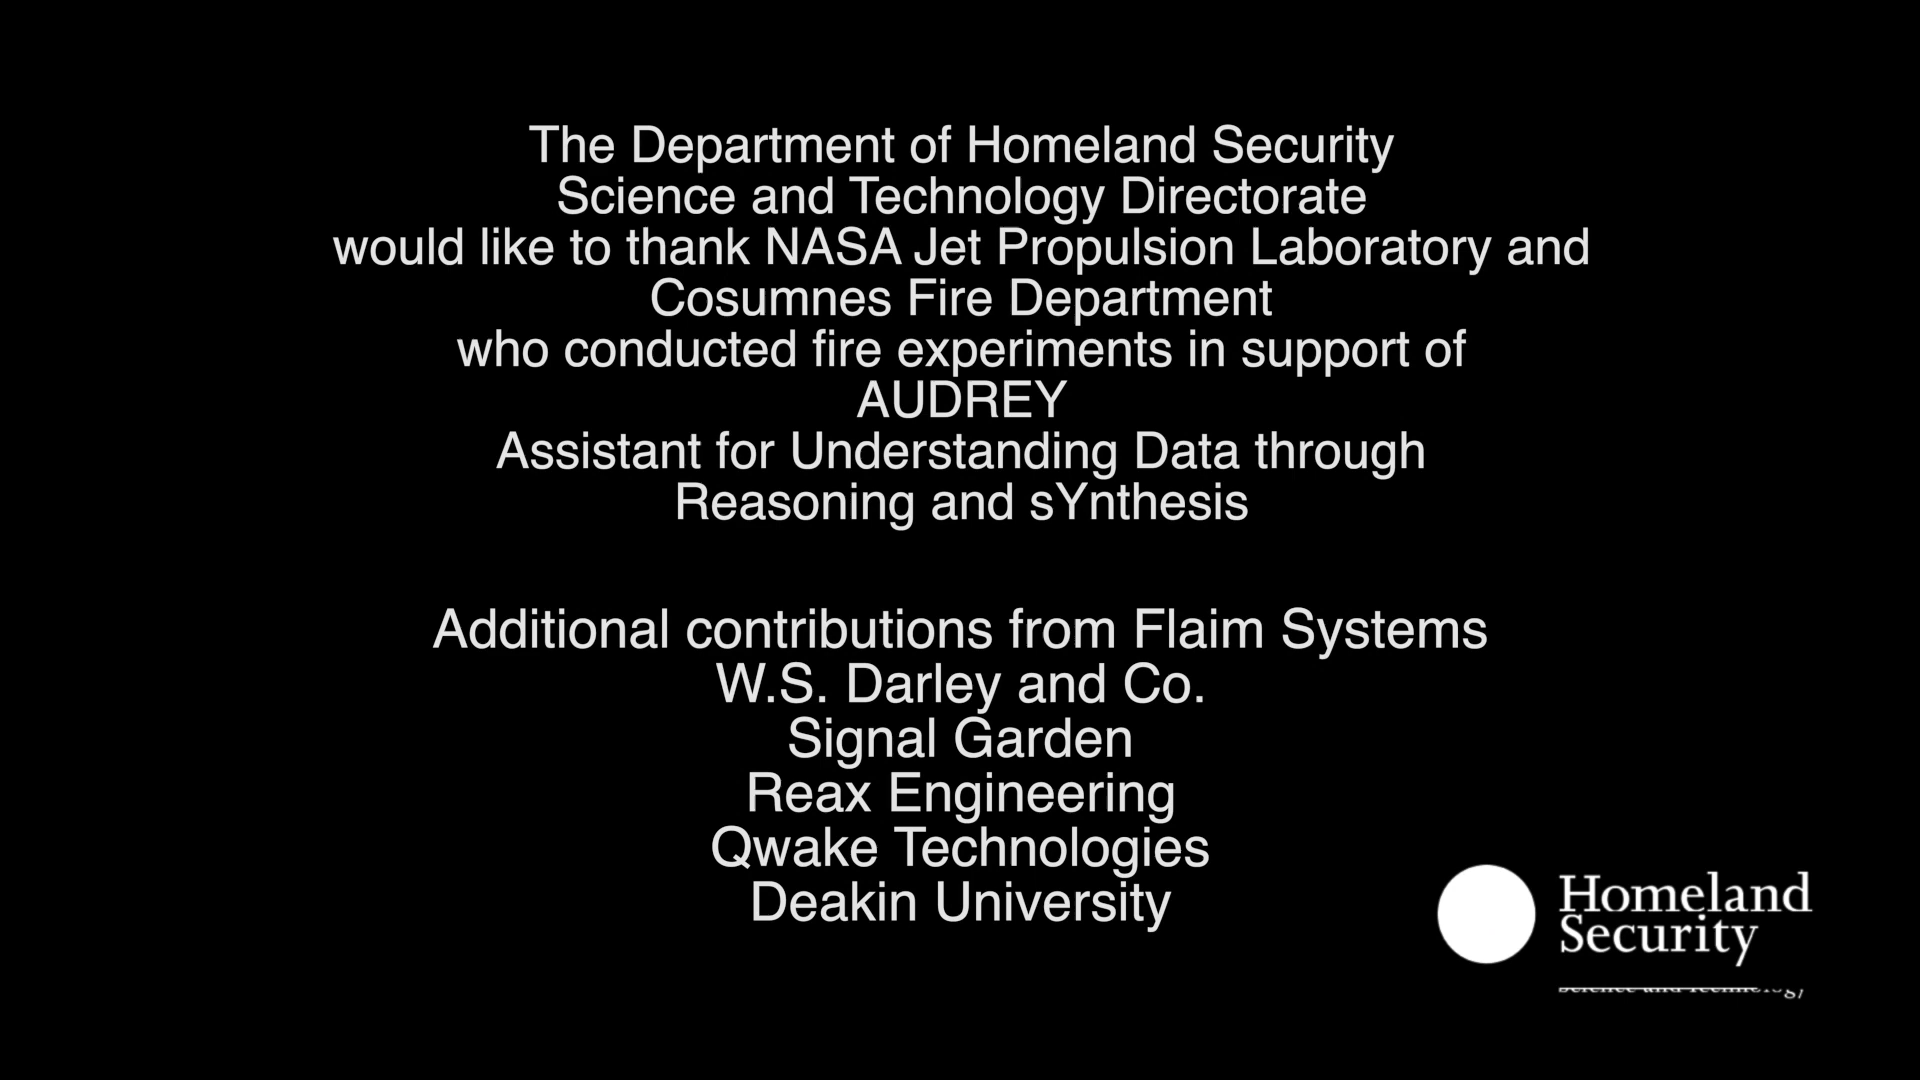 The Department of Homeland Security
Science and Technology Directorate
would like to thank NASA Jet Propulsion Laboratory and
Cosumnes Fire Department
who conducted fire experiments in support of
AUDREY
Assistant for Understanding Data through
Reasoning and sYnthesis
Additional contributions from Flaim Systems
W.S. Darley and Co.
Signal Garden
Reax Engineering
Qwake Technologies
Deakin University
Homeland
Security